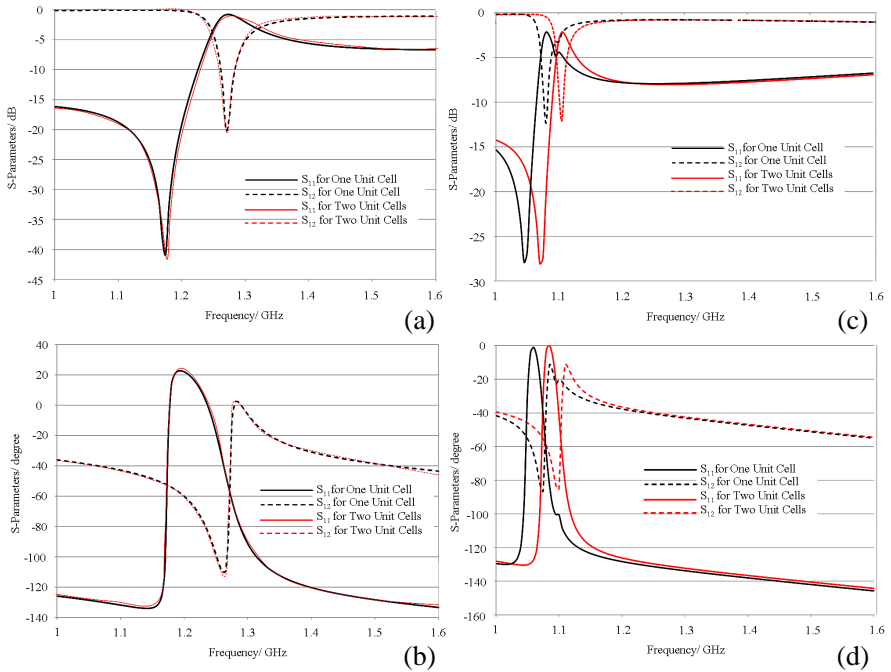 0
-5
-10
-15
-20
-25
-30
-35
-40
-45
S-Parameters/ dB
S11 for One Unit Cell
S12 for One Unit Cell
S11 for Two Unit Cells
S12 for Two Unit Cells
1
1.1
1.2
1.3
1.4
1.5
1.6
Frequency/ GHz
(a)
0
-5
-10
-15
-20
-25
-30
S-Parameters/ dB
S11 for One Unit Cell
S12 for One Unit Cell
S11 for Two Unit Cells
S12 for Two Unit Cells
1
1.1
1.2
1.3
1.4
1.5
1.6
Frequency/ GHz
(c)
40
20
0
-20
-40
-60
-80
-100
-120
-140
S-Parameters/ degree
S11 for One Unit Cell
S12 for One Unit Cell
S11 for Two Unit Cells
S12 for Two Unit Cells
1
1.1
1.2
1.3
1.4
1.5
1.6
Frequency/ GHz
(b)
0
-20
-40
-60
-80
-100
-120
-140
-160
S-Parameters/ degree
S11 for One Unit Cell
S12 for One Unit Cell
S11 for Two Unit Cells
S12 for Two Unit Cells
1
1.1
1.2
1.3
1.4
1.5
1.6
Frequency/ GHz
(d)